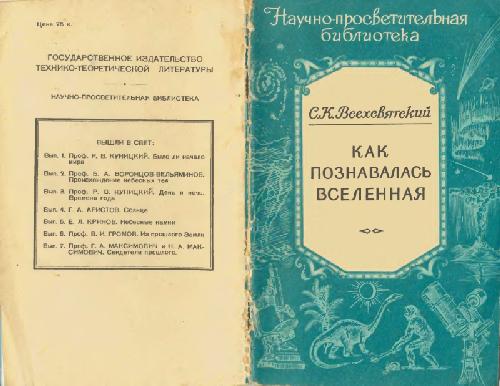 Цена 75 к.
ГОСУДАРСТВЕННОЕ ИЗДАТЕЛЬСТВО
ТЕХНИКО-ТЕОРЕТИЧЕСКОЙ ЛИТЕРАТУРЫ
НАУЧНО-ПРОСВЕТИТЕЛЬНАЯ БИБЛИОТЕКА
ВЫШЛИ В СВЕТ:
Вып. 1. Проф. Р. В. КУНИЦКИЙ. Было ли начало
мира
Вып. 2. Проф. Б. А. ВОРОНЦОВ-ВЕЛЬЯМИНОВ.
Происхождение небесных тел
Вып. 3. Проф. Р. В. КУНИЦКИЙ. День и ночь.
Времена года
Вып. 4. Г. А. АРИСТОВ. Солнце
Вып. 5. Е. Л. КРИНОВ. Небесные камни
Вып. 6. Проф. В. И. ГРОМОВ. Из прошлого Земли
Вып. 7. Проф. Г. А. МАКСИМОВИЧ и Н. А. МАК-
СИМОВИЧ. Свидетели прошлого.
Научно-просветительная
библиотека
С.К. Всехсвятский
КАК
ПОЗНАВАЛАСЬ
ВСЕЛЕННАЯ